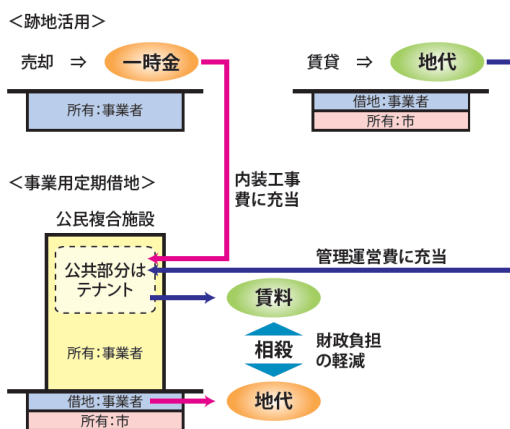 ＜跡地活用＞
売却 ⇒ 一時金
所有：事業者
賃貸 ⇒ 地代
借地：事業者
所有：市
＜事業用定期借地＞
内装工事
費に充当
公民複合施設
公共部分は
テナント
管理運営費に充当
賃料
相殺
財政負担
の軽減
所有：事業者
地代
借地：事業者
所有：市